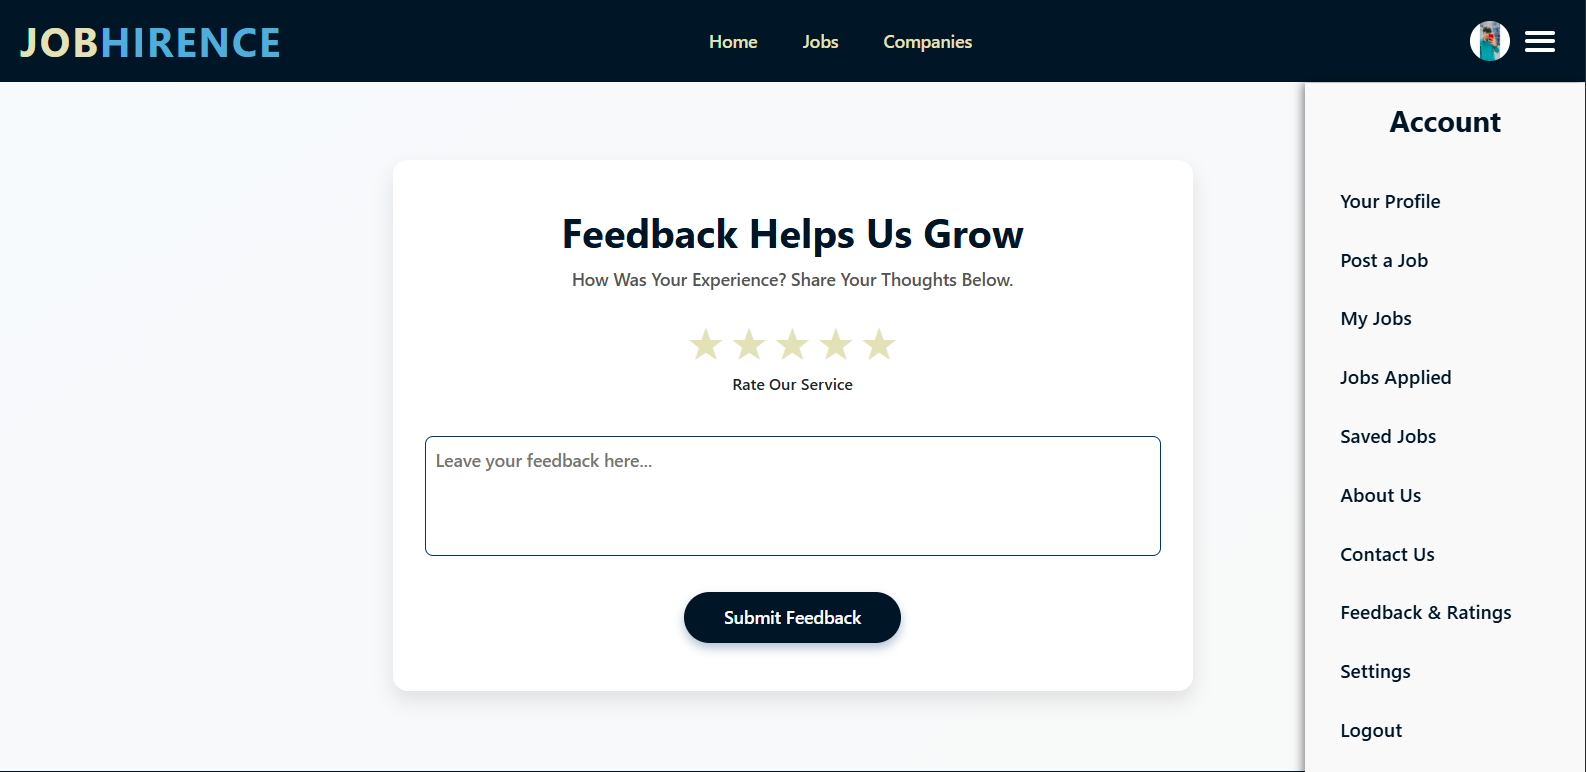 JOBHIRENCE
Home Jobs Companies
Feedback Helps Us Grow
How Was Your Experience? Share Your Thoughts Below.
Rate Our Service
Leave your feedback here...
Submit Feedback
Account
Your Profile
Post a Job
My Jobs
Jobs Applied
Saved Jobs
About Us
Contact Us
Feedback & Ratings
Settings
Logout